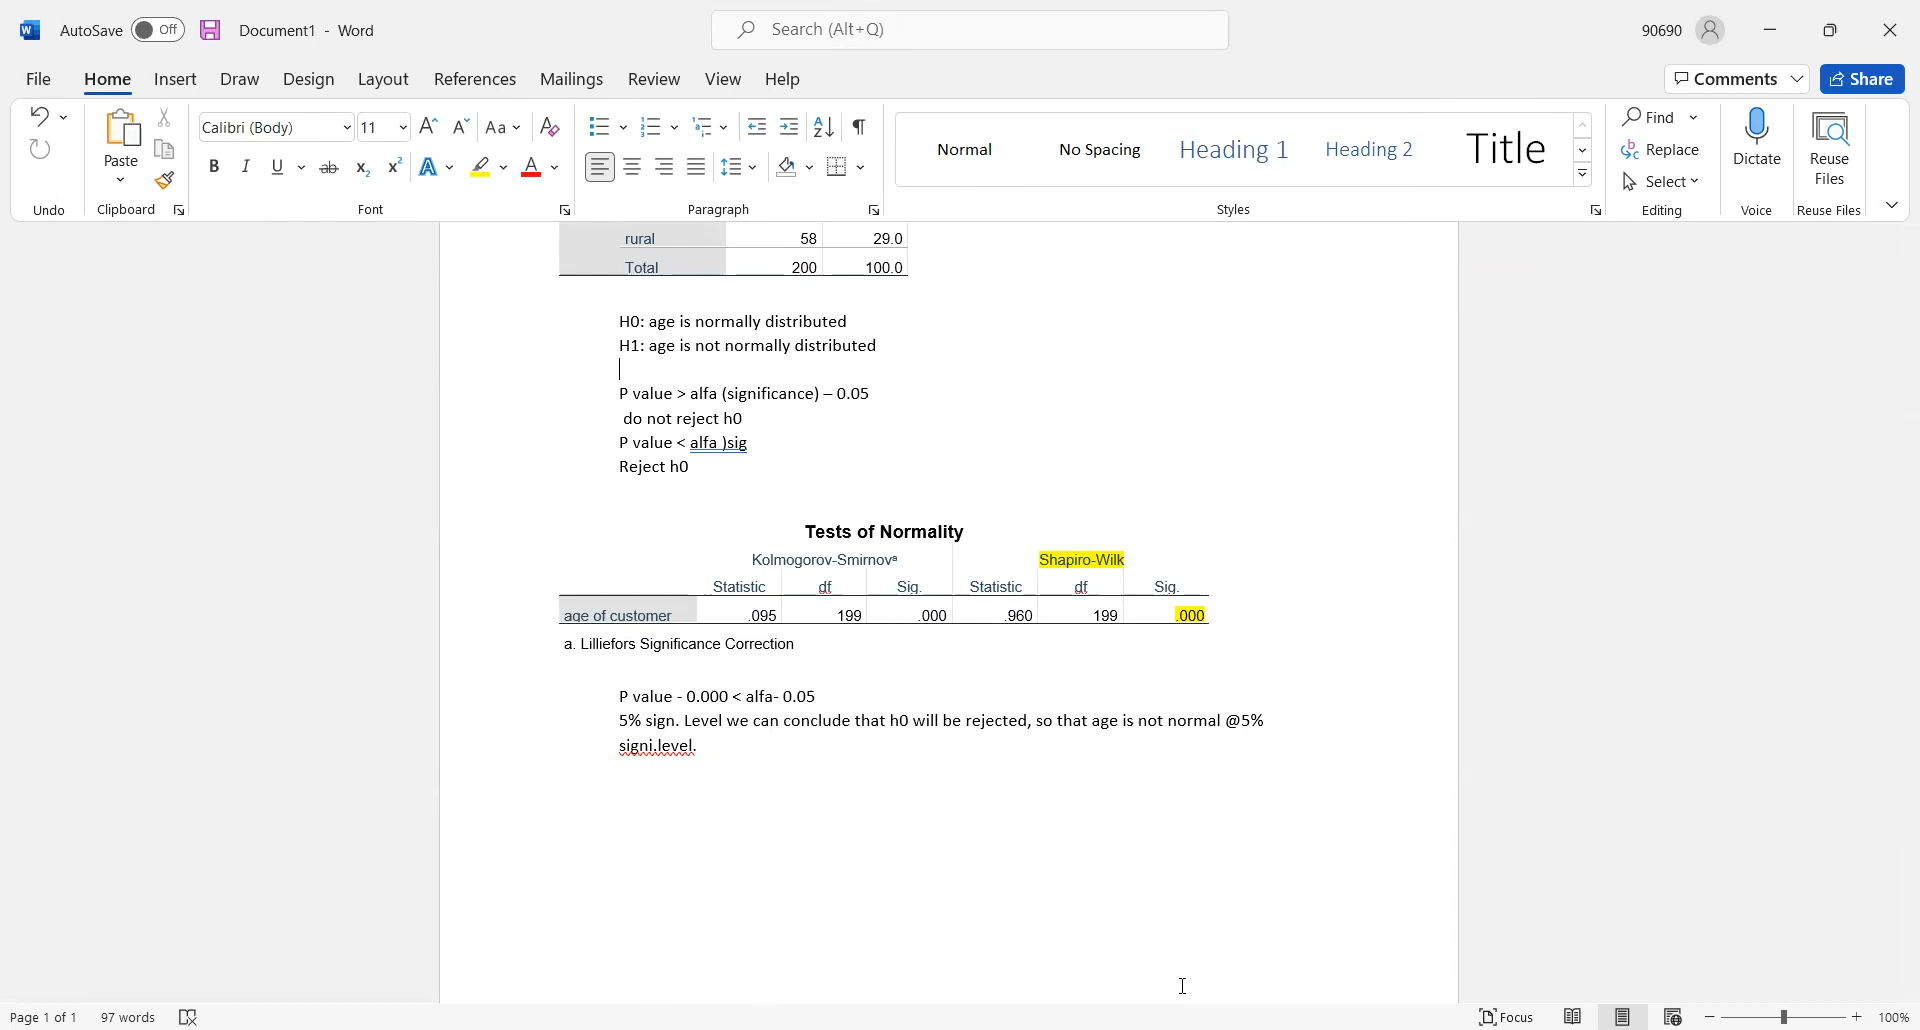 AutoSave Off Document1 - Word Search (Alt+Q) 90690
File Home Insert Draw Design Layout References Mailings Review View Help Comments Share
Calibri (Body) 11 Aa
Paste
B I U ab x₂ x² A A
Normal No Spacing Heading 1 Heading 2 Title
Find
Replace
Select
Dictate
Reuse
Files
Undo Clipboard Font Paragraph Styles Editing Voice Reuse Files
rural 58 29.0
Total 200 100.0
H0: age is normally distributed
H1: age is not normally distributed
P value > alfa (significance) – 0.05
do not reject h0
P value < alfa )sig
Reject h0
Tests of Normality
Kolmogorov-Smirnovᵃ Shapiro-Wilk
Statistic df Sig. Statistic df Sig.
age of customer .095 199 .000 .960 199 .000
a. Lilliefors Significance Correction
P value - 0.000 < alfa- 0.05
5% sign. Level we can conclude that h0 will be rejected, so that age is not normal @5%
signi.level.
Page 1 of 1 97 words Focus 100%